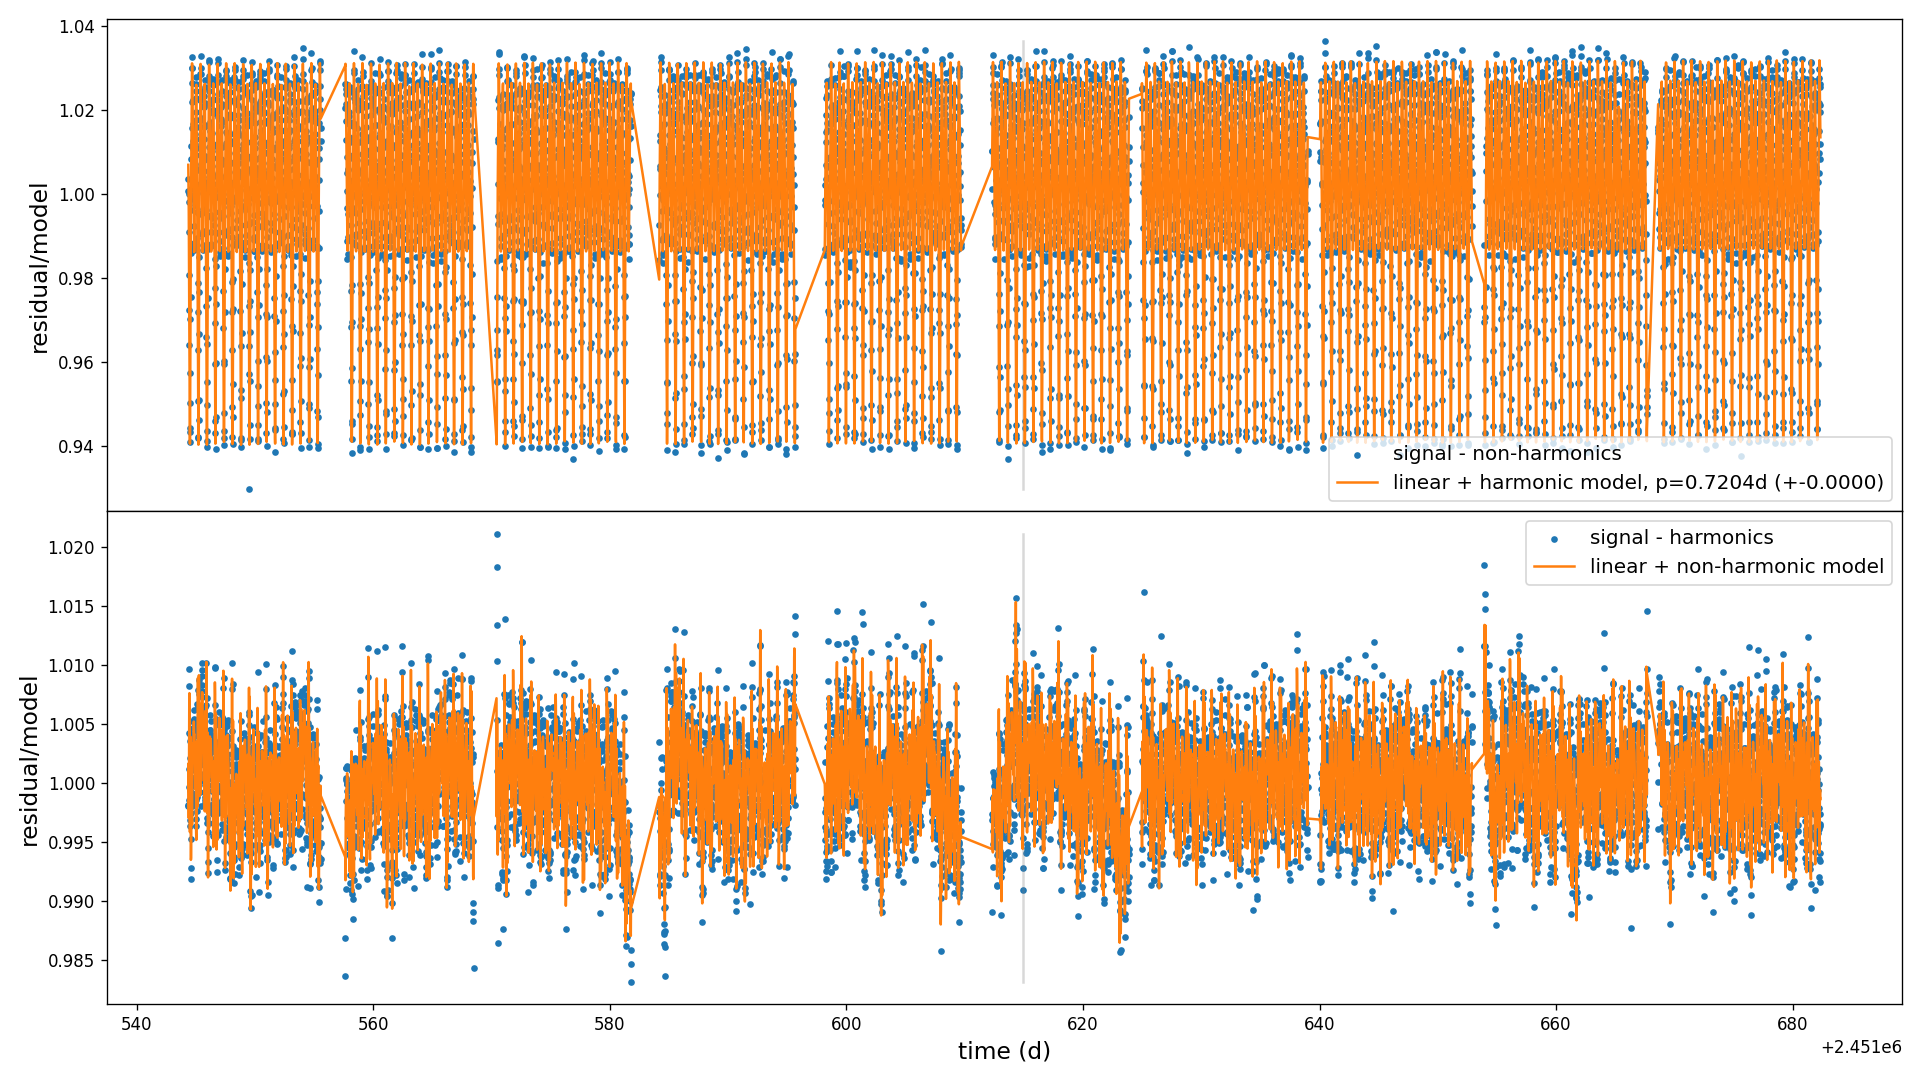 1.04
1.02
1.00
0.98
0.96
0.94
residual/model
signal - non-harmonics
linear + harmonic model, p=0.7204d (+-0.0000)
1.020
1.015
1.010
1.005
1.000
0.995
0.990
0.985
residual/model
signal - harmonics
linear + non-harmonic model
540 560 580 600 620 640 660 680
time (d)
+2.451e6